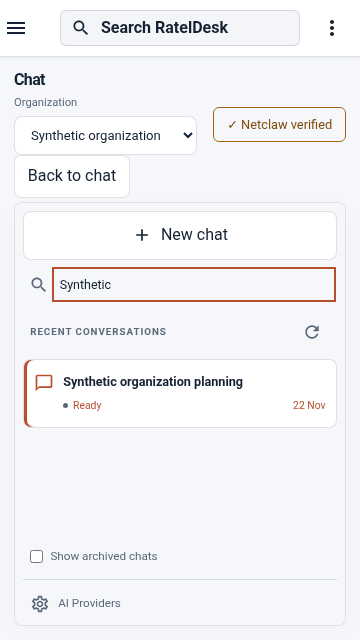 Search RatelDesk
Chat
Organization
Synthetic organization
✓ Netclaw verified
Back to chat
New chat
Synthetic
RECENT CONVERSATIONS
Synthetic organization planning
Ready
22 Nov
Show archived chats
AI Providers